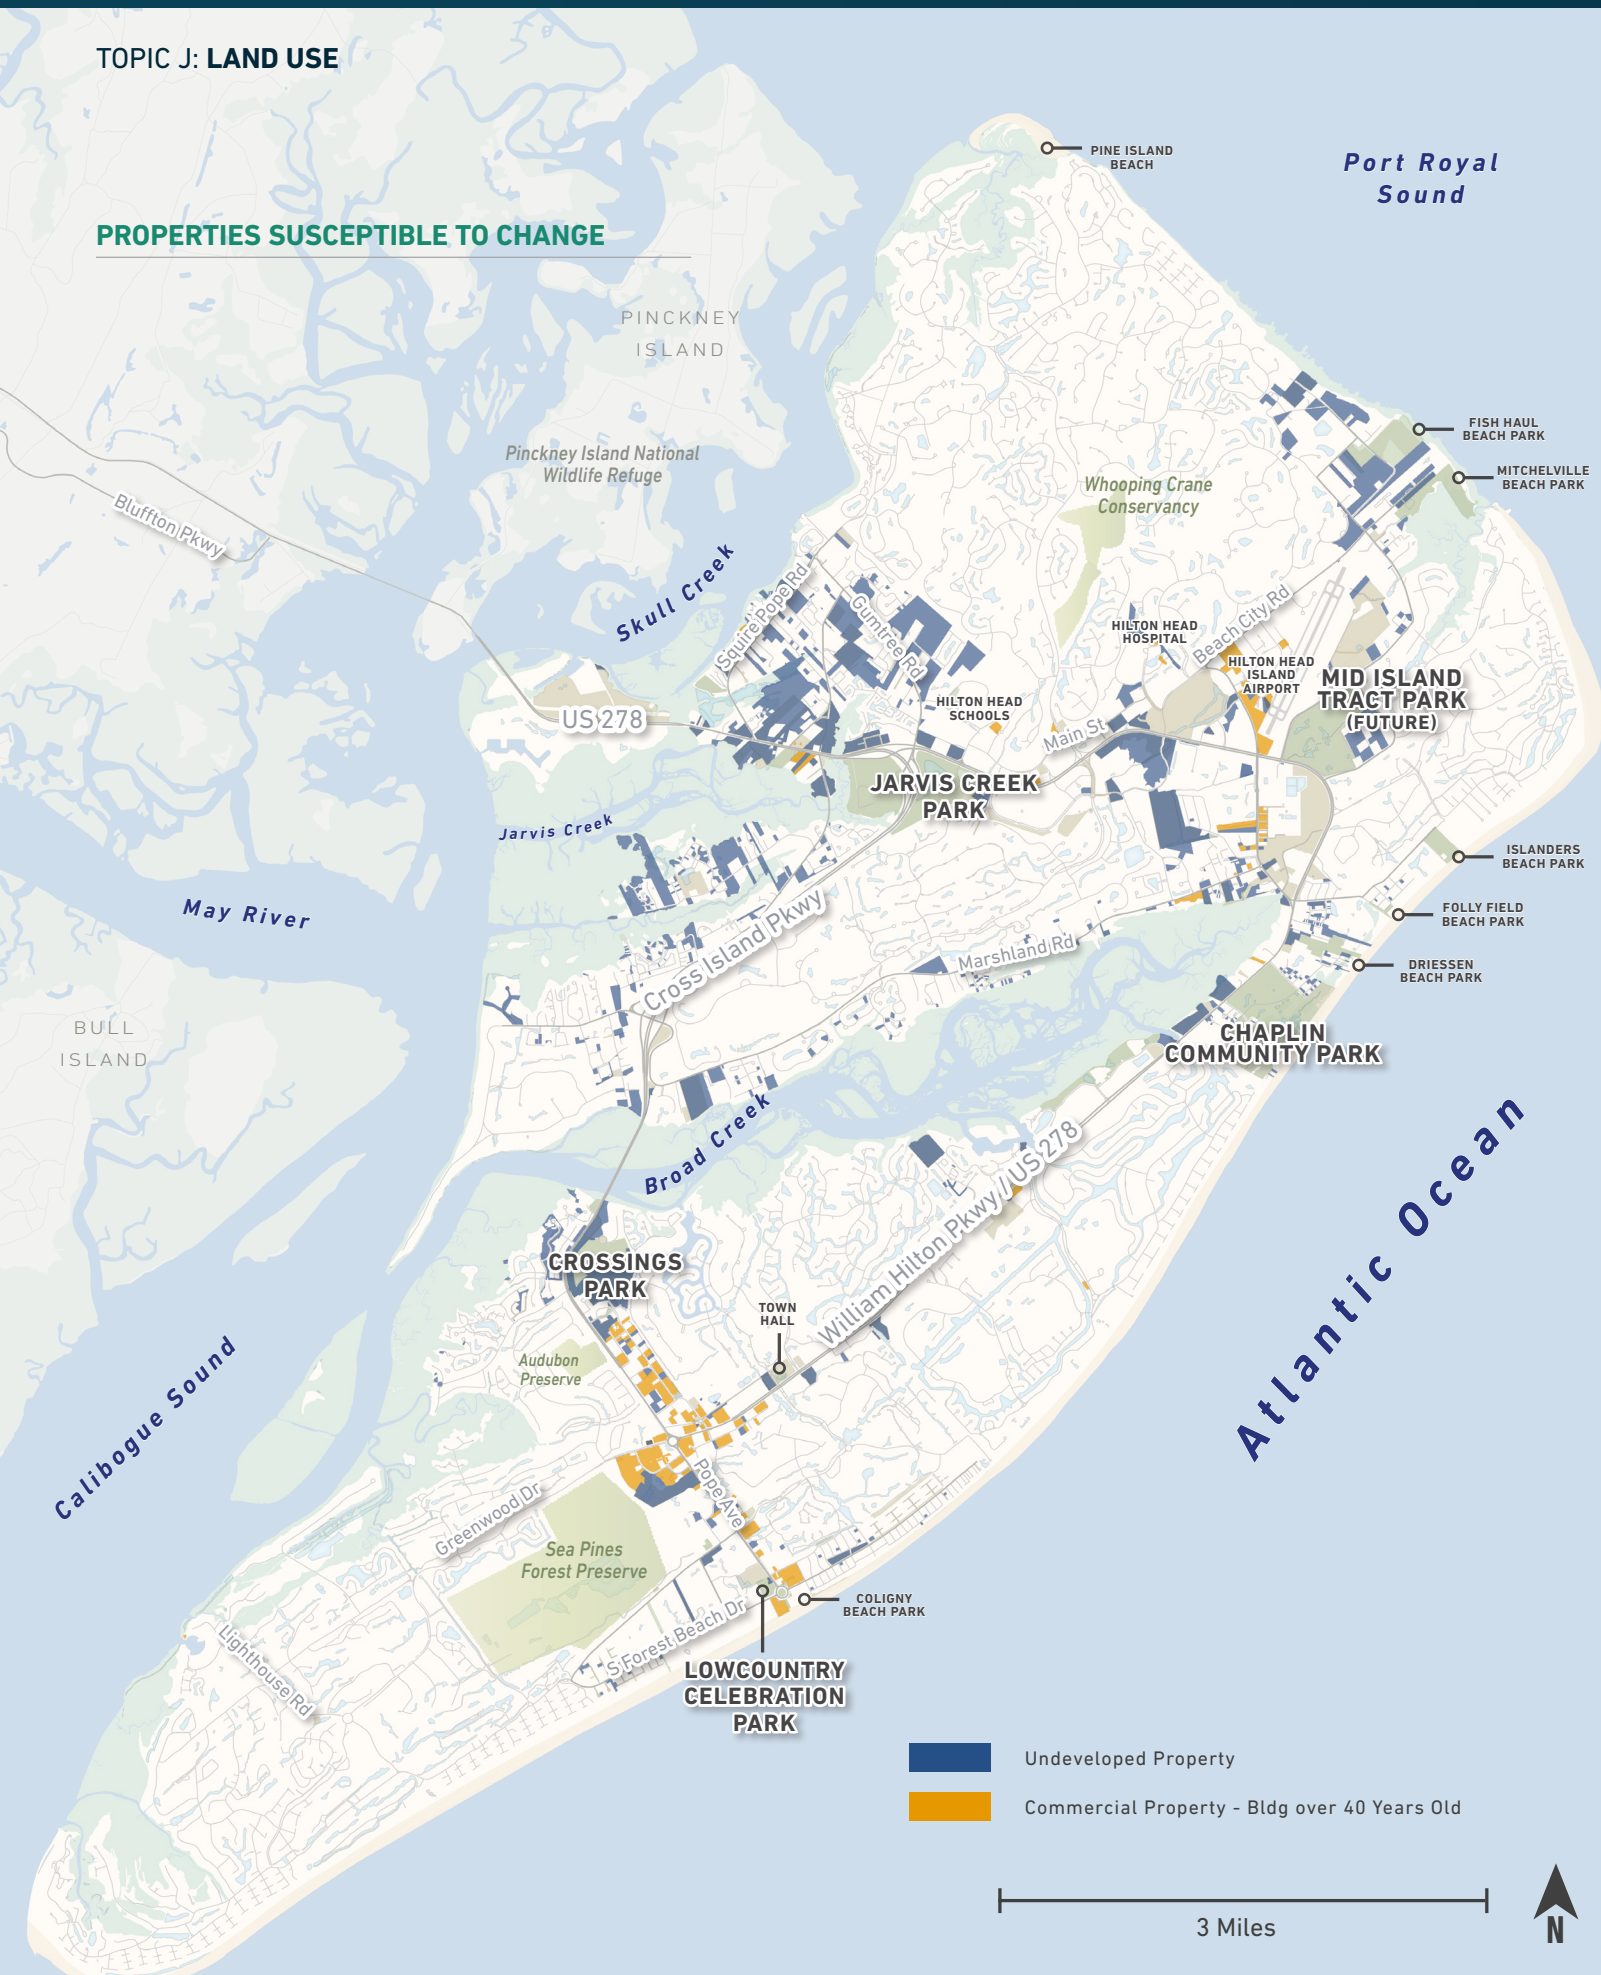 TOPIC J: LAND USE
PROPERTIES SUSCEPTIBLE TO CHANGE
PINE ISLAND
BEACH
Port Royal
Sound
PINCKNEY
ISLAND
Pinckney Island National
Wildlife Refuge
Whooping Crane
Conservancy
FISH HAUL
BEACH PARK
MITCHELVILLE
BEACH PARK
Bluffton Pkwy
Skull Creek
Squire Pope Rd
Gumtree Rd
HILTON HEAD
HOSPITAL
Beach City Rd
HILTON HEAD
ISLAND
AIRPORT
MID ISLAND
TRACT PARK
(FUTURE)
US 278
HILTON HEAD
SCHOOLS
Main St
JARVIS CREEK
PARK
Jarvis Creek
ISLANDERS
BEACH PARK
May River
FOLLY FIELD
BEACH PARK
Cross Island Pkwy
Marshland Rd
DRIESSEN
BEACH PARK
BULL
ISLAND
CHAPLIN
COMMUNITY PARK
Broad Creek
William Hilton Pkwy / US 278
Atlantic Ocean
CROSSINGS
PARK
TOWN
HALL
Audubon
Preserve
Calibogue Sound
Pope Ave
Greenwood Dr
Sea Pines
Forest Preserve
COLIGNY
BEACH PARK
S Forest Beach Dr
Lighthouse Rd
LOWCOUNTRY
CELEBRATION
PARK
Undeveloped Property
Commercial Property - Bldg over 40 Years Old
3 Miles
N